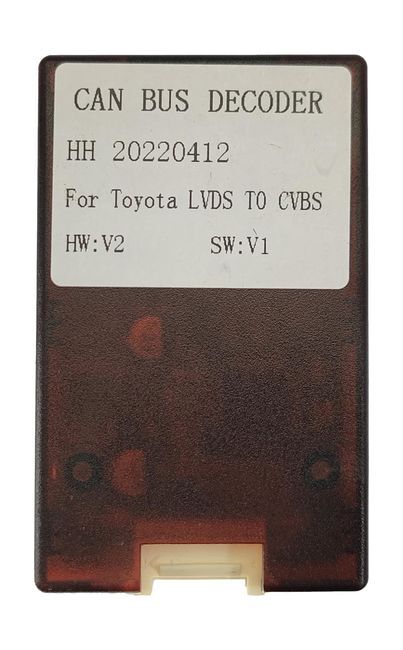 CAN BUS DECODER
HH 20220412
For Toyota LVDS TO CVBS
HW:V2 SW:V1